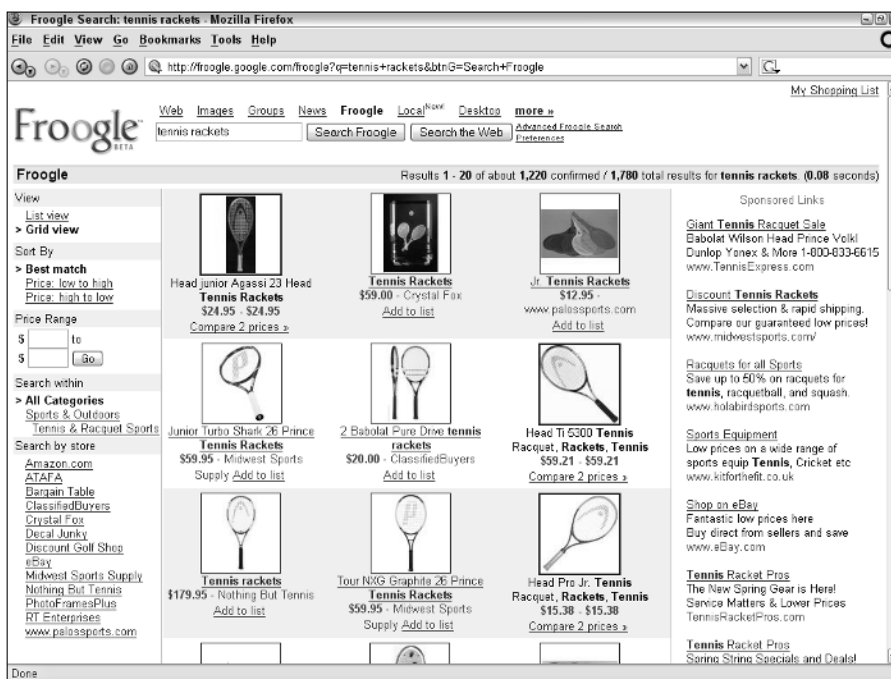 Froogle Search: tennis rackets - Mozilla Firefox
File Edit View Go Bookmarks Tools Help
http://froogle.google.com/froogle?q=tennis+rackets&btnG=Search+Froogle
My Shopping List
Web Images Groups News Froogle Local New! Desktop more »
Froogle BETA
tennis rackets Search Froogle Search the Web Advanced Froogle Search
Preferences
Froogle Results 1 - 20 of about 1,220 confirmed / 1,780 total results for tennis rackets. (0.08 seconds)
View
List view
> Grid view
Sort By
> Best match
Price: low to high
Price: high to low
Price Range
$ to
$ Go
Search within
> All Categories
Sports & Outdoors
Tennis & Racquet Sports
Search by store
Amazon.com
ATAFA
Bargain Table
ClassifiedBuyers
Crystal Fox
Decal Junky
Discount Golf Shop
eBay
Midwest Sports Supply
Nothing But Tennis
PhotoFramesPlus
RT Enterprises
www.palossports.com
Head junior Agassi 23 Head
Tennis Rackets
$24.95 - $24.95
Compare 2 prices »
Tennis Rackets
$59.00 - Crystal Fox
Add to list
Jr. Tennis Rackets
$12.95 -
www.palossports.com
Add to list
Junior Turbo Shark 26 Prince
Tennis Rackets
$59.95 - Midwest Sports
Supply Add to list
2 Babolat Pure Drive tennis
rackets
$20.00 - ClassifiedBuyers
Add to list
Head Ti 5300 Tennis
Racquet, Rackets, Tennis
$59.21 - $59.21
Compare 2 prices »
Tennis rackets
$179.95 - Nothing But Tennis
Add to list
Tour NXG Graphite 26 Prince
Tennis Rackets
$59.95 - Midwest Sports
Supply Add to list
Head Pro Jr. Tennis
Racquet, Rackets, Tennis
$15.38 - $15.38
Compare 2 prices »
Sponsored Links
Giant Tennis Racquet Sale
Babolat Wilson Head Prince Volkl
Dunlop Yonex & More 1-800-833-6615
www.TennisExpress.com
Discount Tennis Rackets
Massive selection & rapid shipping.
Compare our guaranteed low prices!
www.midwestsports.com/
Racquets for all Sports
Save up to 50% on racquets for
tennis, racquetball, and squash.
www.holabirdsports.com
Sports Equipment
Low prices on a wide range of
sports equip Tennis, Cricket etc
www.kitforthefit.co.uk
Shop on eBay
Fantastic low prices here
Buy direct from sellers and save
www.eBay.com
Tennis Racket Pros
The New Spring Gear is Here!
Service Matters & Lower Prices
TennisRacketPros.com
Tennis Racket Pros
Spring String Specials and Deals!
Done